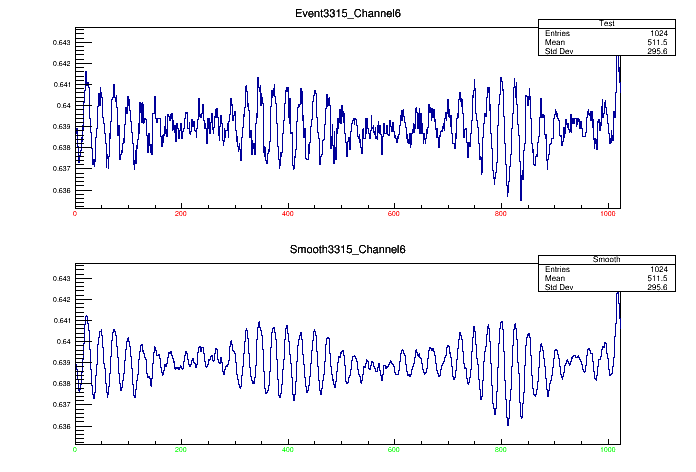 Event3315_Channel6
Test
Entries 1024
Mean 511.5
Std Dev 295.6
0.643
0.642
0.641
0.64
0.639
0.638
0.637
0.636
0 200 400 600 800 1000
Smooth3315_Channel6
Smooth
Entries 1024
Mean 511.5
Std Dev 295.6
0.643
0.642
0.641
0.64
0.639
0.638
0.637
0.636
0 200 400 600 800 1000